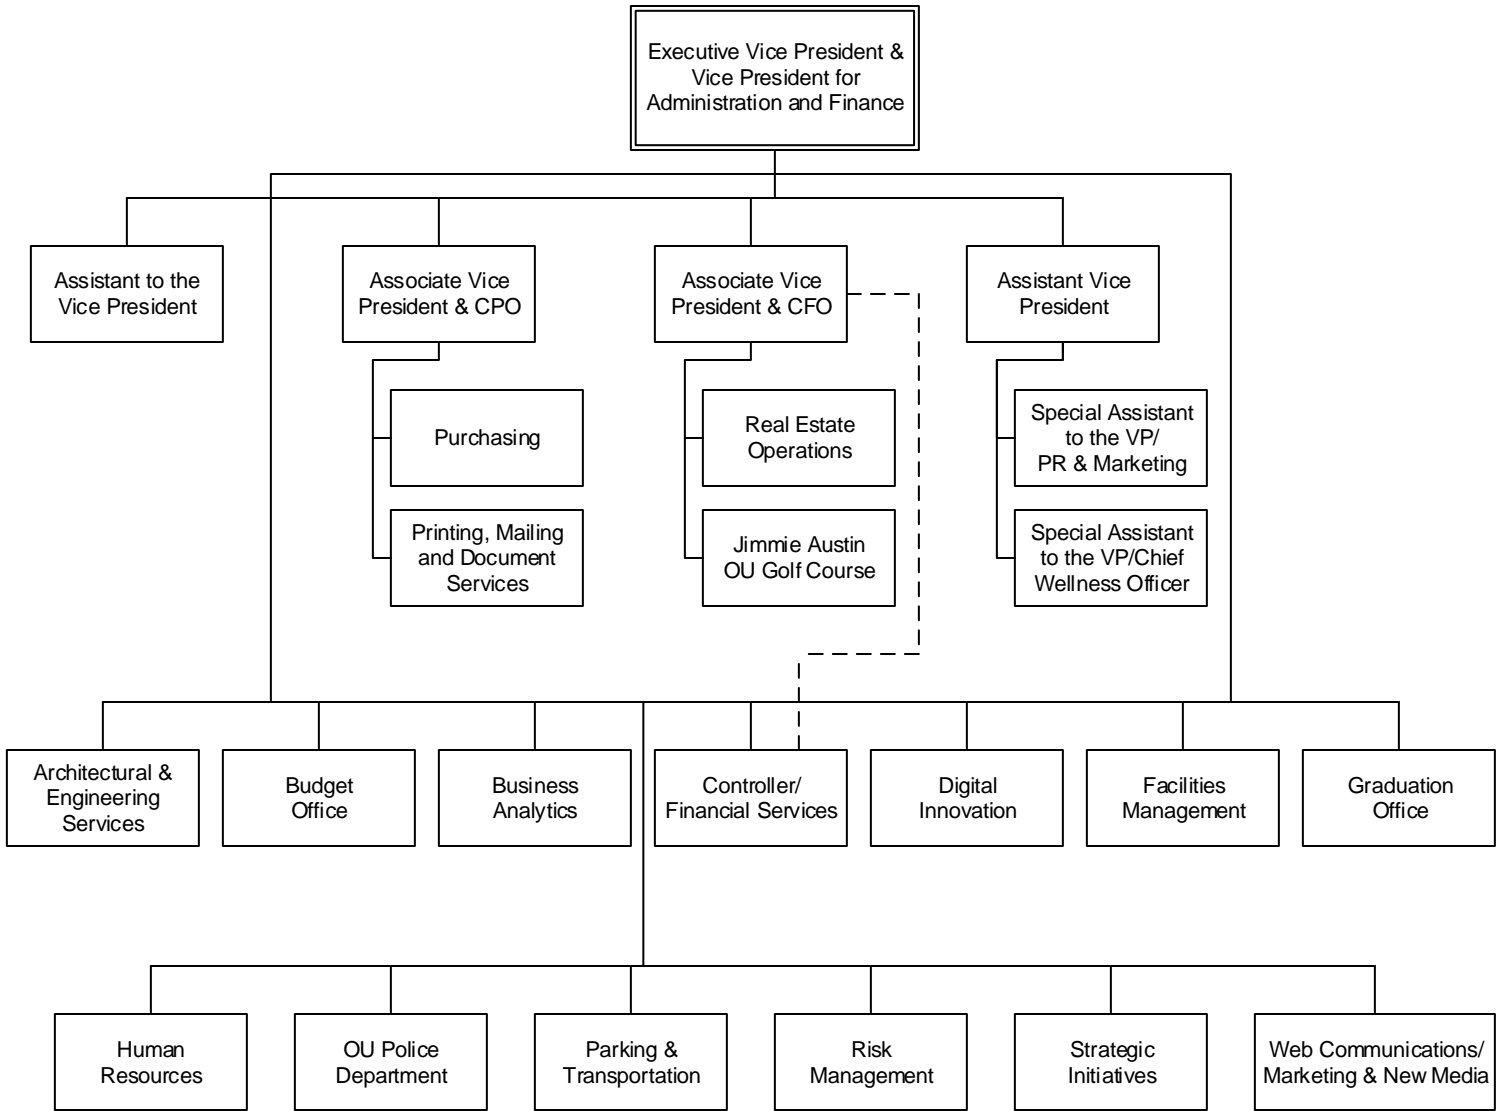 Executive Vice President &
Vice President for
Administration and Finance
Assistant to the
Vice President
Associate Vice
President & CPO
Associate Vice
President & CFO
Assistant Vice
President
Purchasing
Real Estate
Operations
Special Assistant
to the VP/
PR & Marketing
Printing, Mailing
and Document
Services
Jimmie Austin
OU Golf Course
Special Assistant
to the VP/Chief
Wellness Officer
Architectural &
Engineering
Services
Budget
Office
Business
Analytics
Controller/
Financial Services
Digital
Innovation
Facilities
Management
Graduation
Office
Human
Resources
OU Police
Department
Parking &
Transportation
Risk
Management
Strategic
Initiatives
Web Communications/
Marketing & New Media